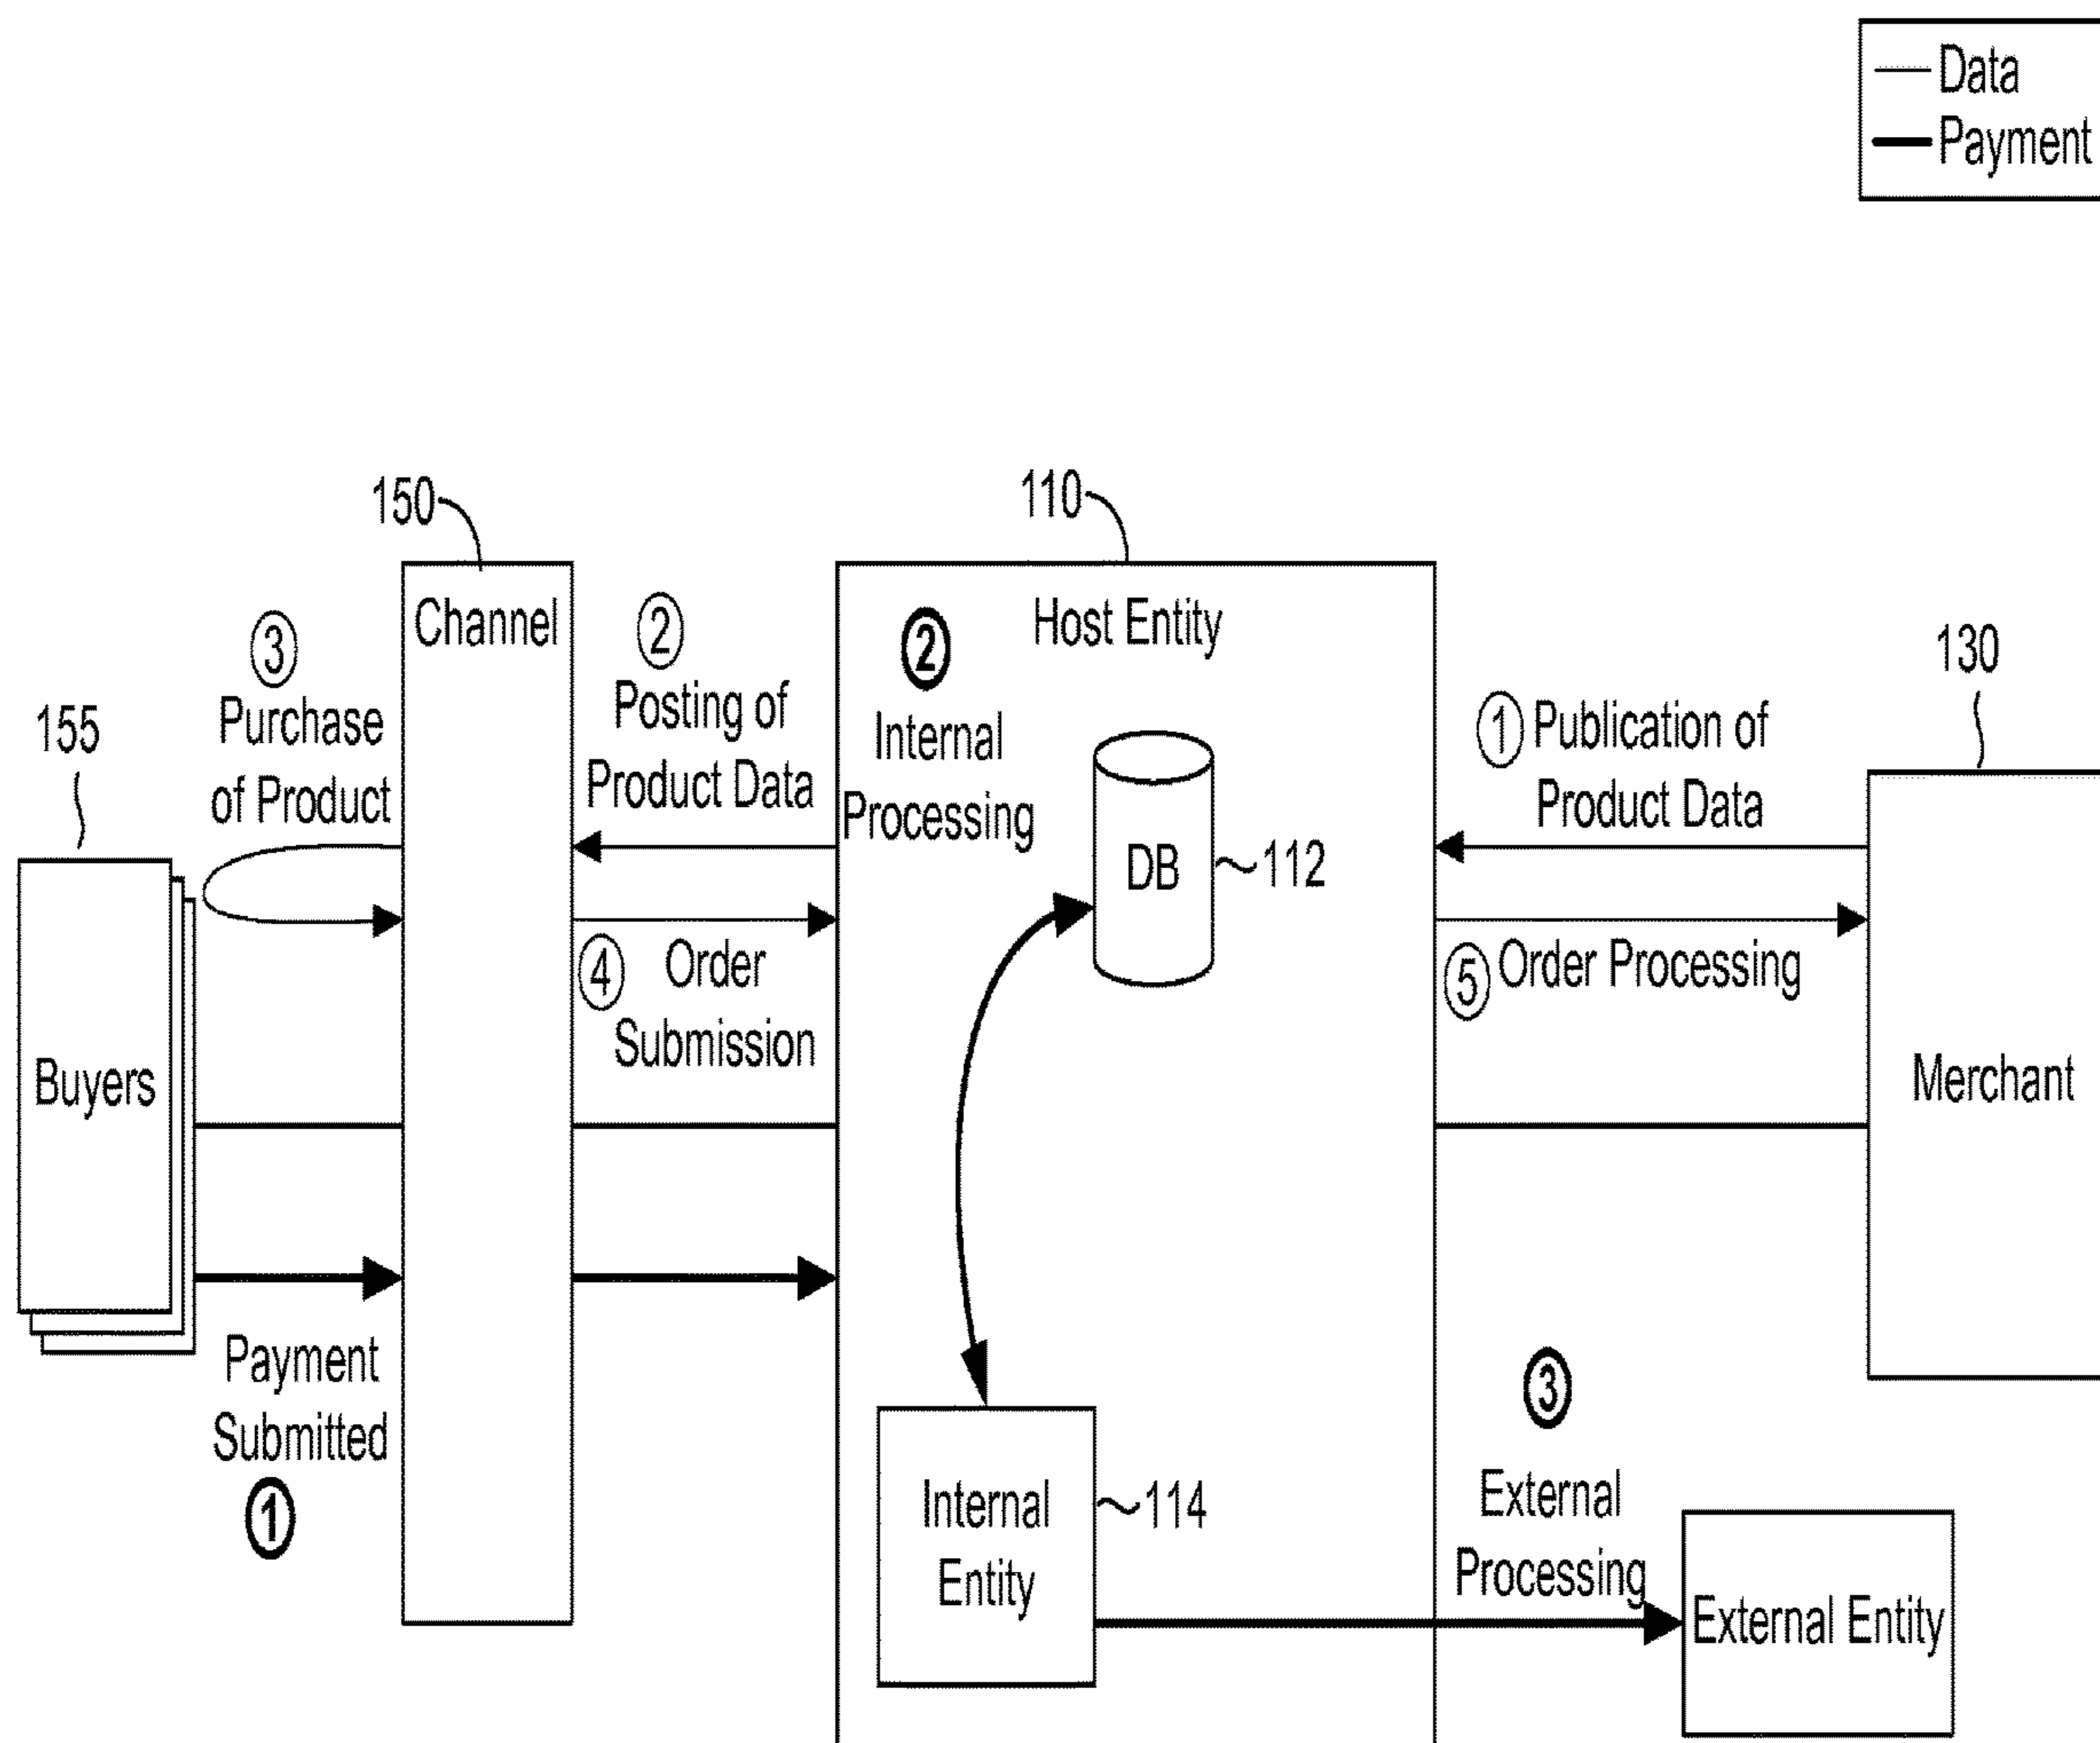 Data
Payment
150
110
Channel
Host Entity
130
155
③
Purchase
of Product
②
Posting of
Product Data
②
Internal
Processing
DB
112
① Publication of
Product Data
④ Order
Submission
⑤ Order Processing
Buyers
Merchant
Payment
Submitted
①
Internal
Entity
114
③
External
Processing
External Entity